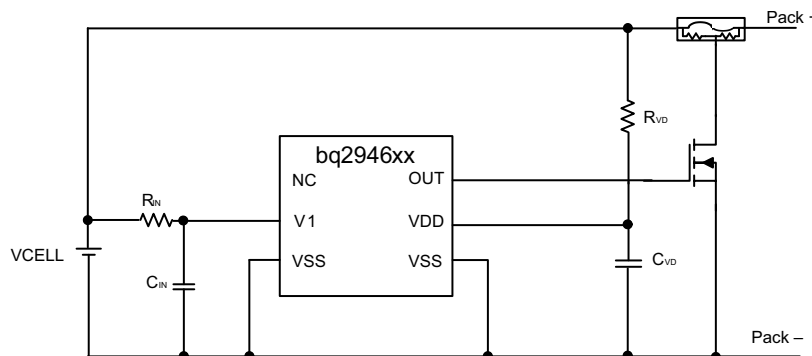 Pack +
bq2946xx
RVD
NC
OUT
RIN
V1
VDD
VCELL
VSS
VSS
CVD
CIN
Pack –